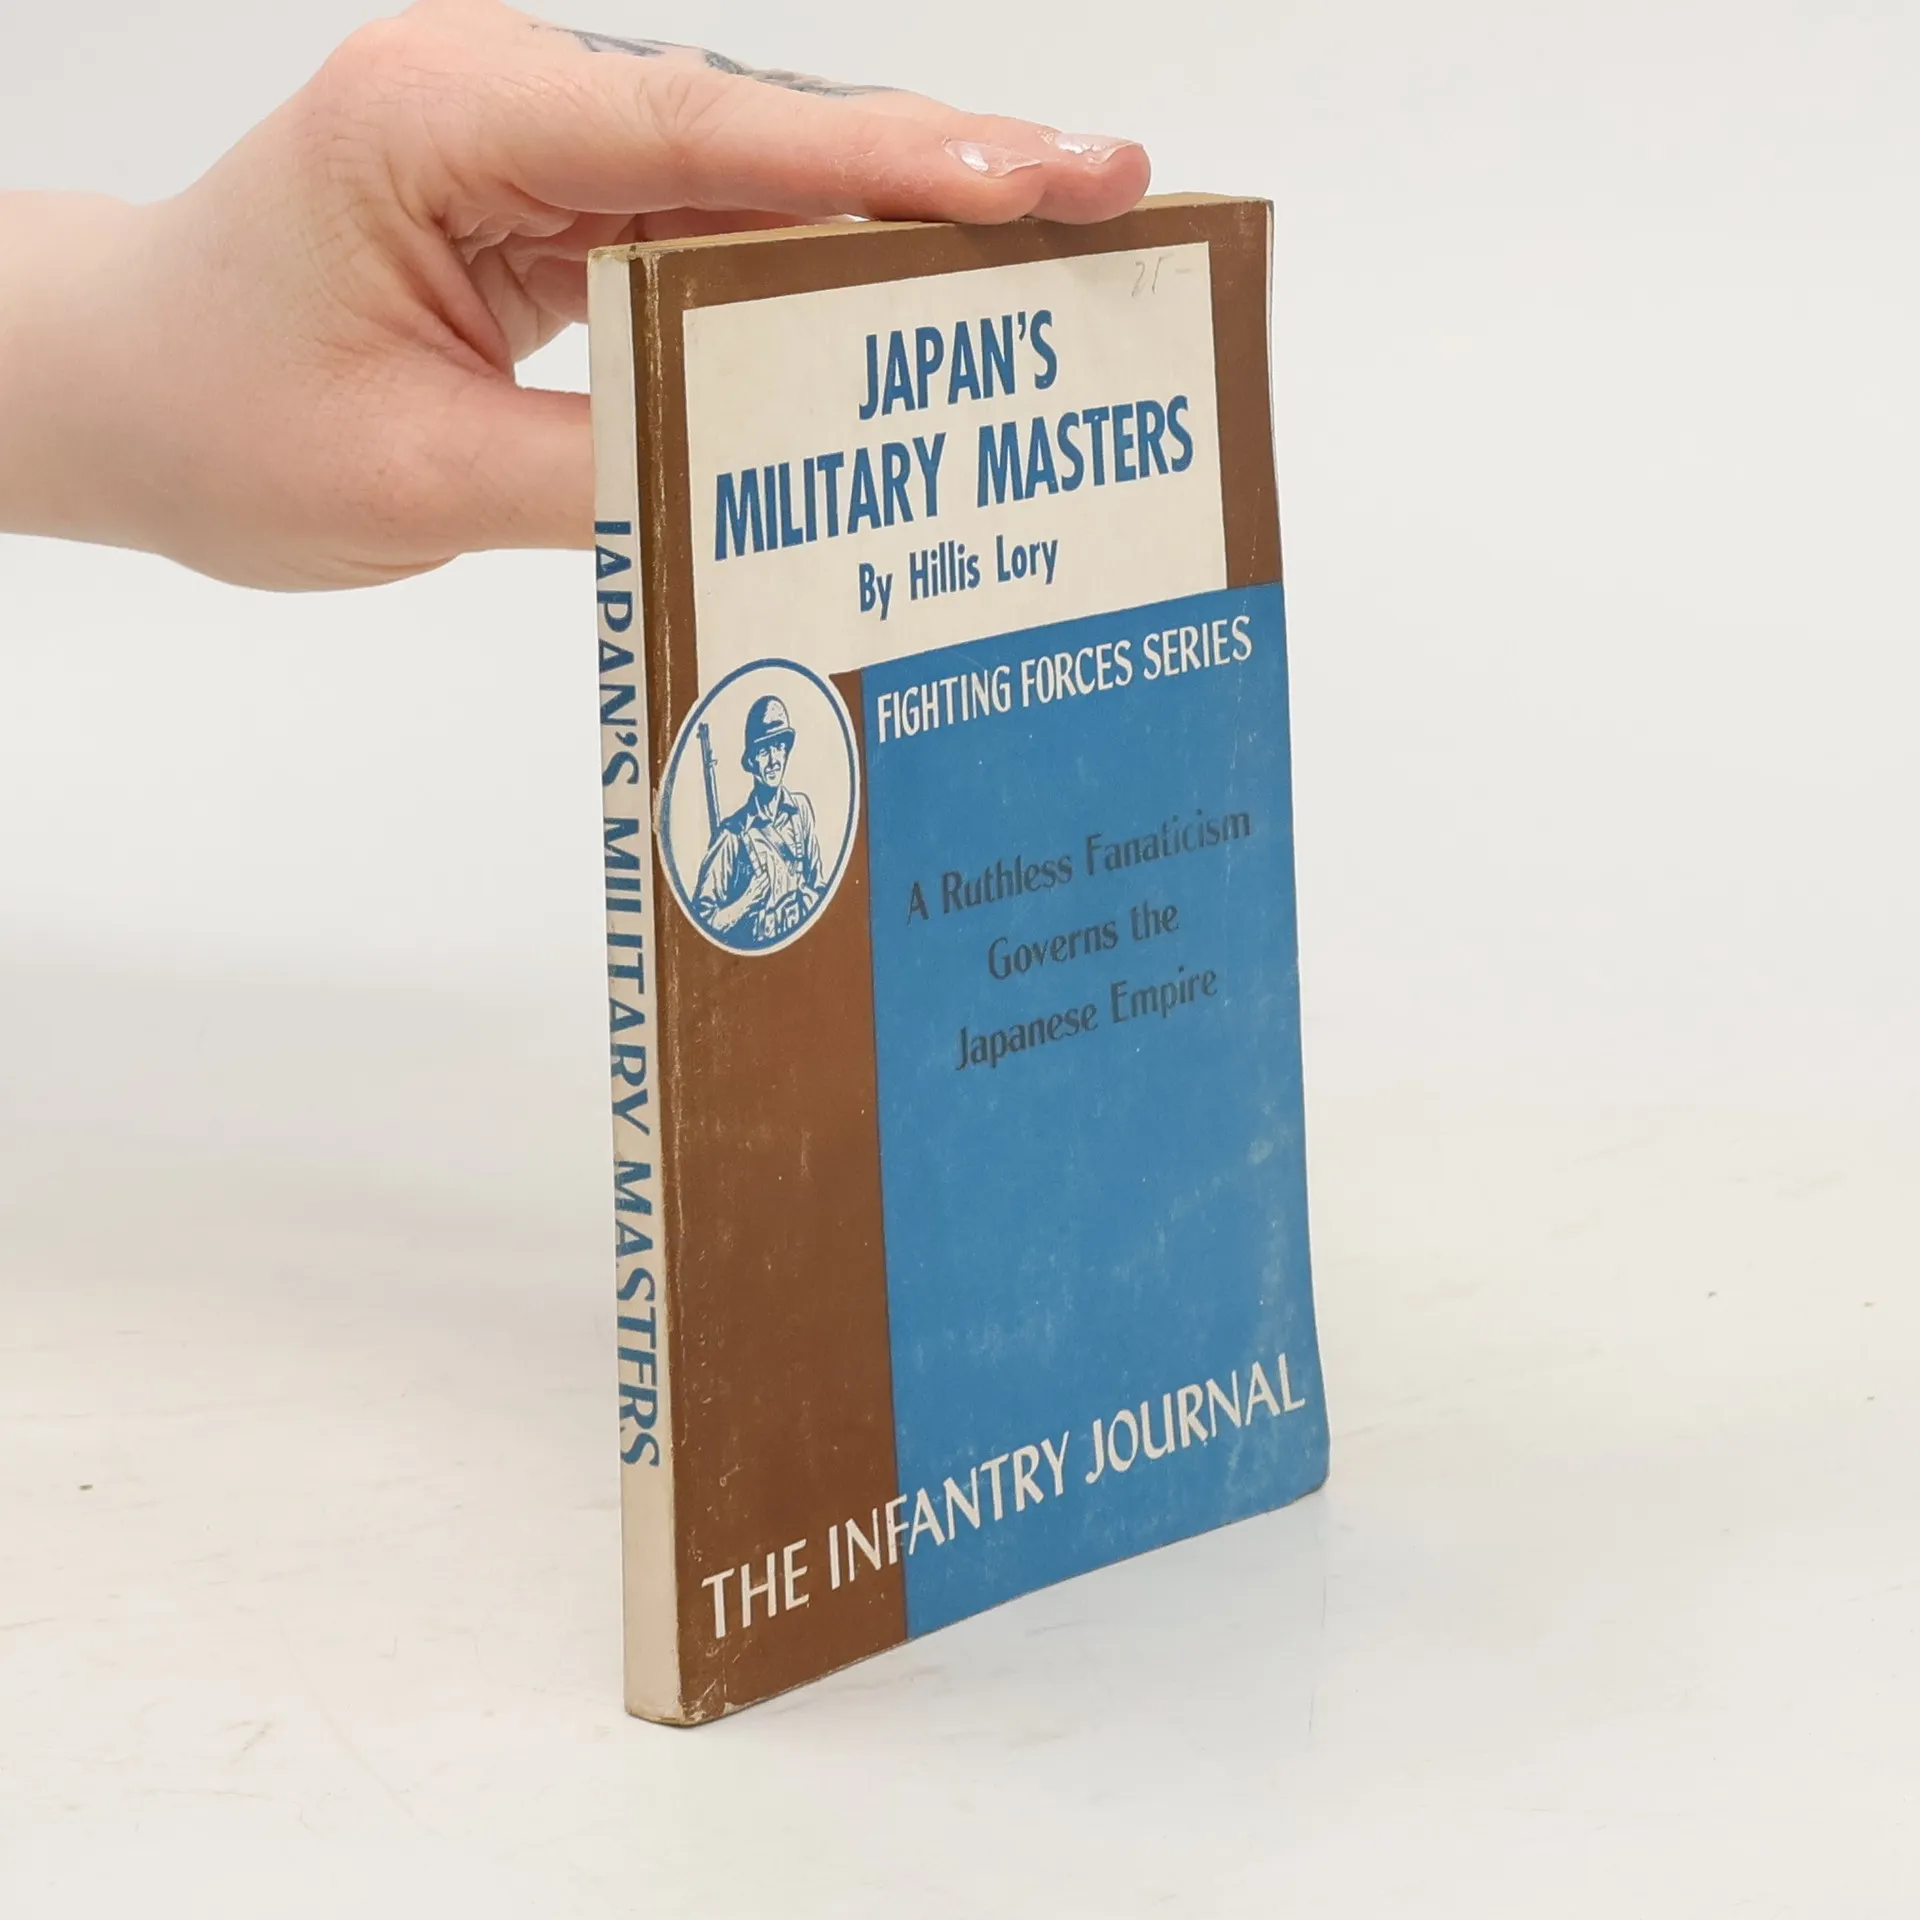 JAPAN'S
MILITARY MASTERS
By Hillis Lory
FIGHTING FORCES SERIES
A Ruthless Fanaticism
Governs the
Japanese Empire
THE INFANTRY JOURNAL
JAPAN'S MILITARY MASTERS